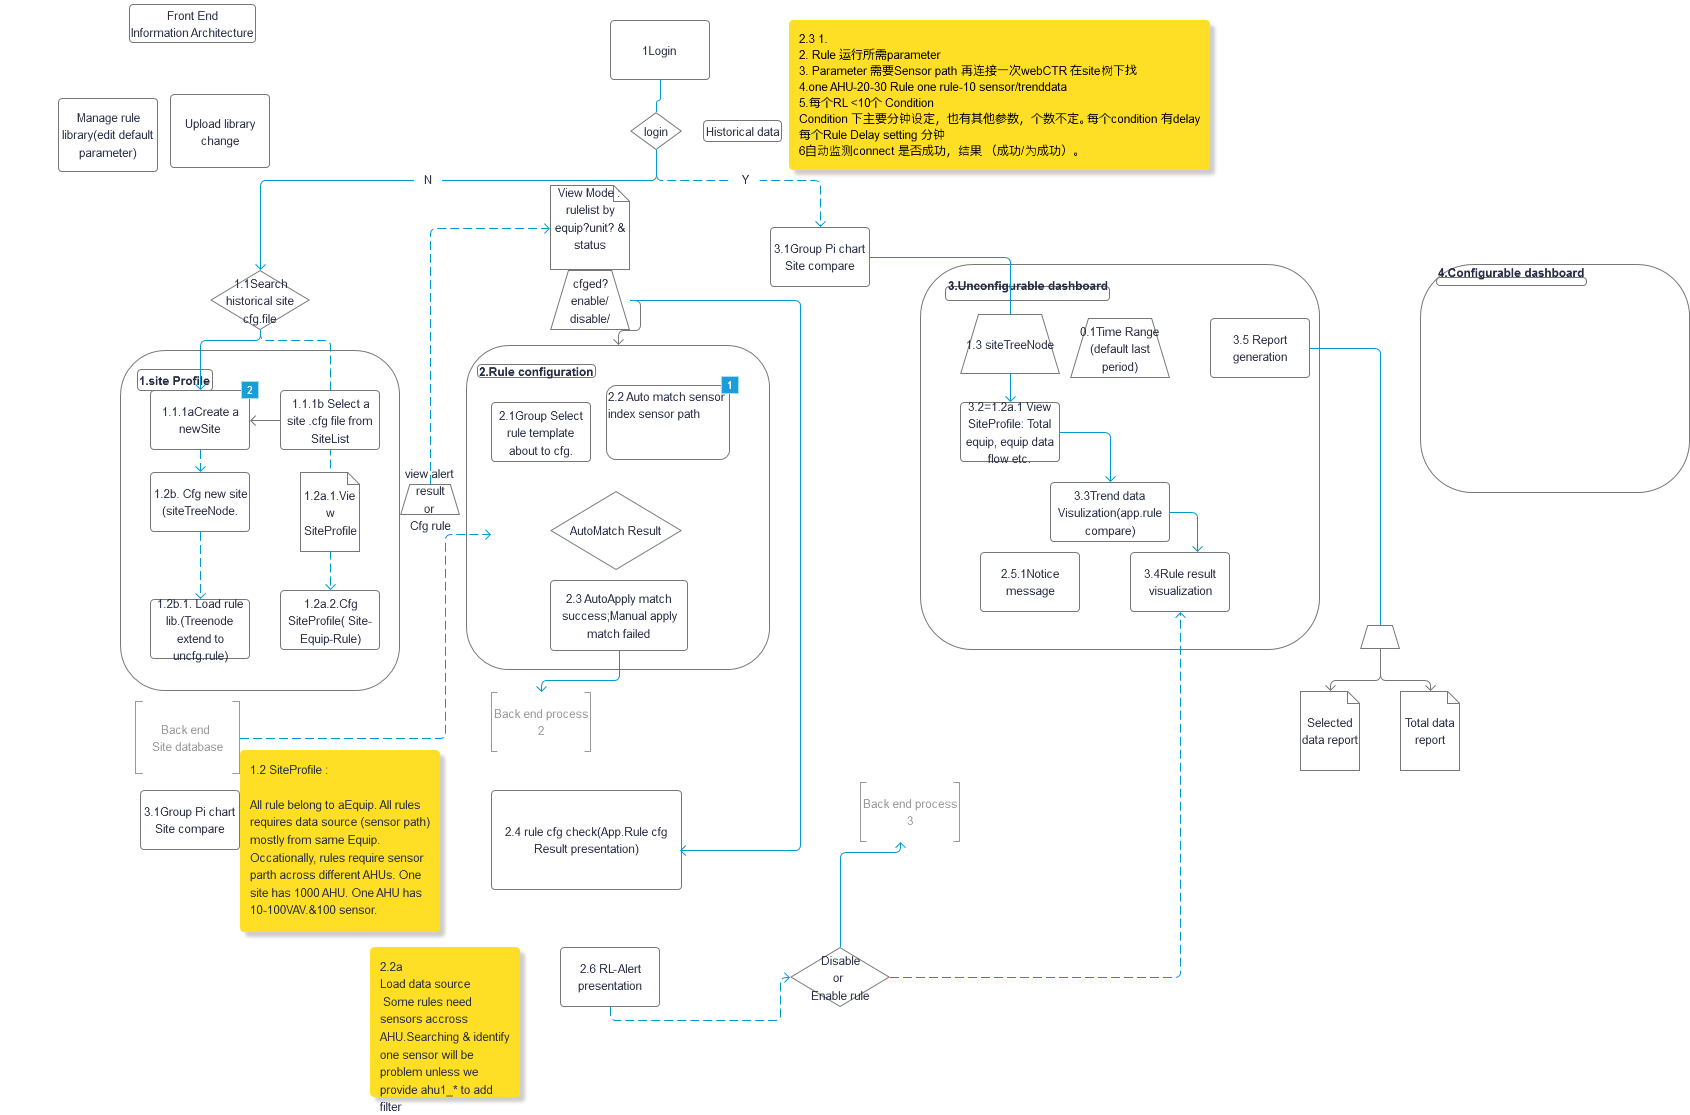 Front End
Information Architecture
1Login
2.3 1.
2. Rule 运行所需parameter
3. Parameter 需要Sensor path 再连接一次webCTR 在site树下找
4.one AHU-20-30 Rule one rule-10 sensor/trenddata
5.每个RL <10个 Condition
Condition 下主要分钟设定，也有其他参数，个数不定。每个condition 有delay
每个Rule Delay setting 分钟
6自动监测connect 是否成功，结果 （成功/为成功）。
Manage rule
library(edit default
parameter)
Upload library
change
login
Historical data
N
Y
View Mode :
rulelist by
equip?unit? &
status
3.1Group Pi chart
Site compare
1.1Search
historical site
cfg.file
cfged?
enable/
disable/
3.Unconfigurable dashboard
4.Configurable dashboard
1.3 siteTreeNode
0.1Time Range
(default last
period)
3.5 Report
generation
1.site Profile
2
1.1.1aCreate a
newSite
1.1.1b Select a
site .cfg file from
SiteList
2.Rule configuration
1
2.1Group Select
rule template
about to cfg.
2.2 Auto match sensor
index sensor path
3.2=1.2a.1 View
SiteProfile: Total
equip, equip data
flow etc.
1.2b. Cfg new site
(siteTreeNode.
1.2a.1.Vie
w
SiteProfile
view alert
result
or
Cfg rule
AutoMatch Result
3.3Trend data
Visulization(app.rule
compare)
2.5.1Notice
message
3.4Rule result
visualization
1.2b.1. Load rule
lib.(Treenode
extend to
uncfg.rule)
1.2a.2.Cfg
SiteProfile( Site-
Equip-Rule)
2.3 AutoApply match
success;Manual apply
match failed
Back end
Site database
Back end process
2
Selected
data report
Total data
report
3.1Group Pi chart
Site compare
1.2 SiteProfile :
All rule belong to aEquip. All rules
requires data source (sensor path)
mostly from same Equip.
Occationally, rules require sensor
parth across different AHUs. One
site has 1000 AHU. One AHU has
10-100VAV.&100 sensor.
2.4 rule cfg check(App.Rule cfg
Result presentation)
Back end process
3
2.2a
Load data source
Some rules need
sensors accross
AHU.Searching & identify
one sensor will be
problem unless we
provide ahu1_* to add
filter
2.6 RL-Alert
presentation
Disable
or
Enable rule